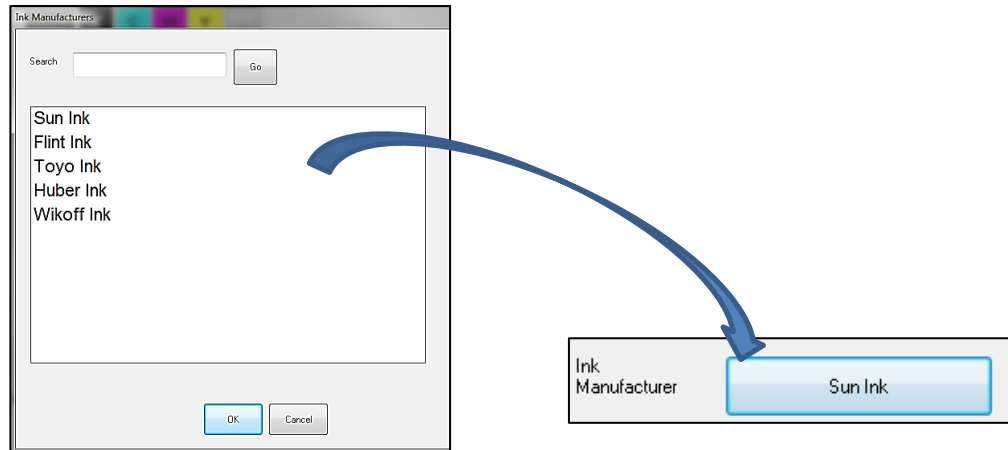 Ink Manufacturers
C M Y
Search
Go
Sun Ink
Flint Ink
Toyo Ink
Huber Ink
Wikoff Ink
OK Cancel
Ink
Manufacturer
Sun Ink